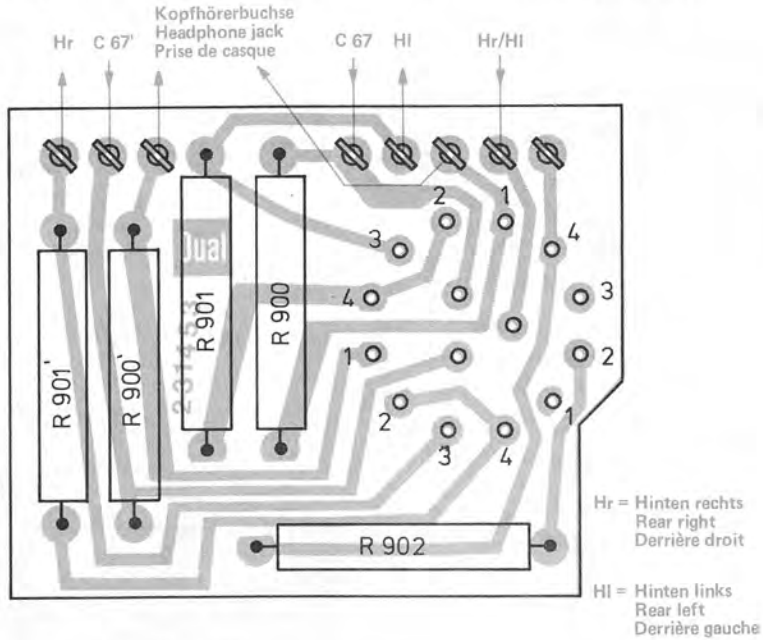 Kopfhörerbuchse
Headphone jack
Prise de casque
Hr
C 67'
C 67
Hl
Hr/Hl
2
1
3
4
4
3
1
2
2
1
3
4
Dual
231453
R 901'
R 900'
R 901
R 900
R 902
Hr = Hinten rechts
Rear right
Derrière droit
Hl = Hinten links
Rear left
Derrière gauche